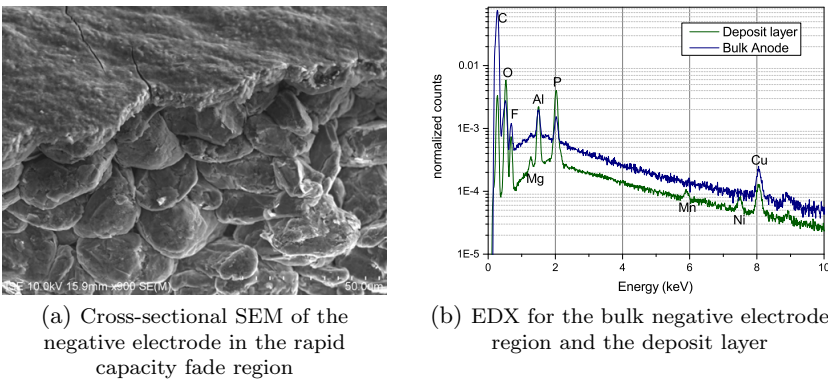 SE 10.0kV 15.9mm x900 SE(M)
50.0um
normalized counts
0.01
1E-3
1E-4
1E-5
C
O
F
Al
P
Mg
Mn
Ni
Cu
Deposit layer
Bulk Anode
0 2 4 6 8 10
Energy (keV)
(a) Cross-sectional SEM of the
negative electrode in the rapid
capacity fade region
(b) EDX for the bulk negative electrode
region and the deposit layer